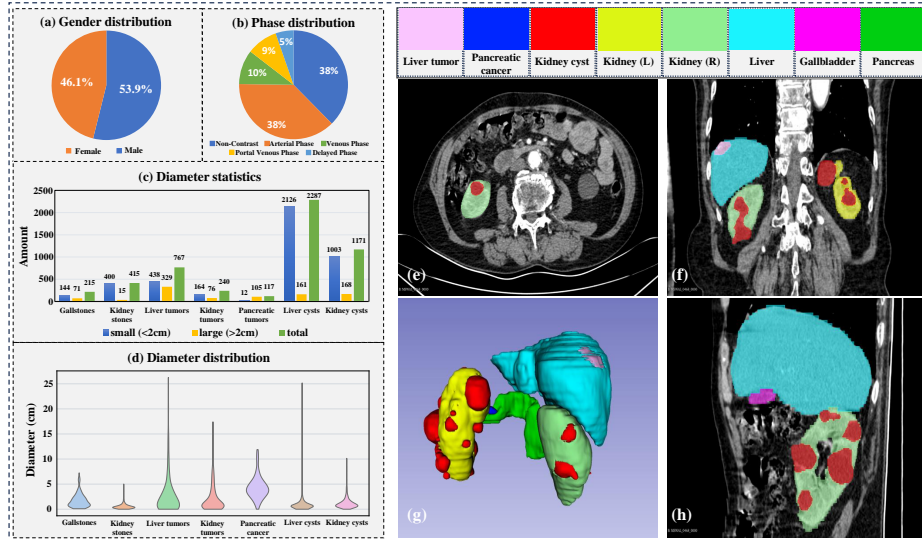 (a) Gender distribution
46.1%
53.9%
Female
Male
(b) Phase distribution
5%
9%
10%
38%
38%
Non-Contrast
Arterial Phase
Venous Phase
Portal Venous Phase
Delayed Phase
(c) Diameter statistics
Amount
2500
2000
1500
1000
500
0
144 71 215
400 15 415
438 329 767
164 76 240
12 105 117
2126 161 2287
1003 168 1171
Gallstones
Kidney
stones
Liver tumors
Kidney
tumors
Pancreatic
tumors
Liver cysts
Kidney cysts
small (<2cm)
large (>2cm)
total
(d) Diameter distribution
Diameter (cm)
25
20
15
10
5
0
Gallstones
Kidney
stones
Liver tumors
Kidney
tumors
Pancreatic
cancer
Liver cysts
Kidney cysts
Liver tumor
Pancreatic
cancer
Kidney cyst
Kidney (L)
Kidney (R)
Liver
Gallbladder
Pancreas
(e)
(f)
(g)
(h)